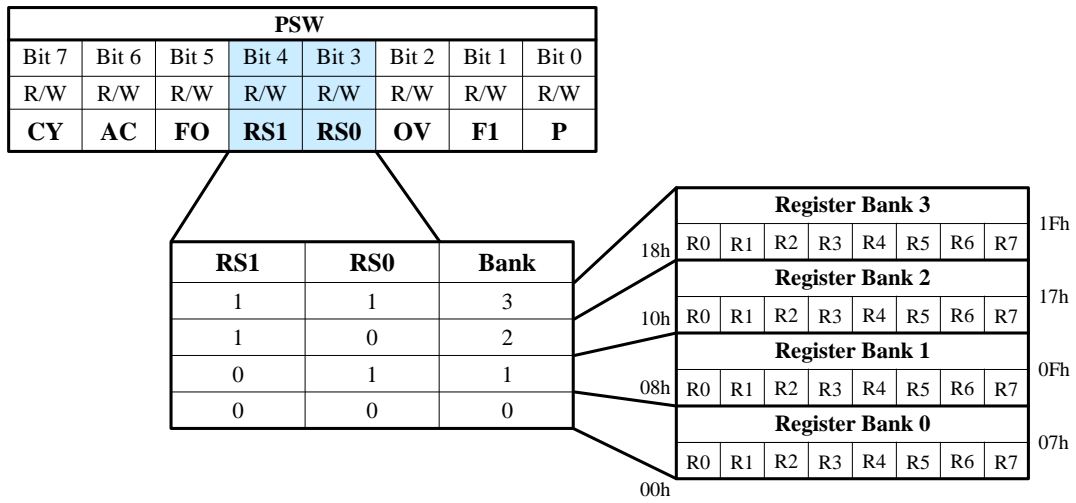 PSW
Bit 7 Bit 6 Bit 5 Bit 4 Bit 3 Bit 2 Bit 1 Bit 0
R/W R/W R/W R/W R/W R/W R/W R/W
CY AC FO RS1 RS0 OV F1 P
RS1 RS0 Bank
1 1 3
1 0 2
0 1 1
0 0 0
Register Bank 3
1Fh
18h R0 R1 R2 R3 R4 R5 R6 R7
Register Bank 2
17h
10h R0 R1 R2 R3 R4 R5 R6 R7
Register Bank 1
0Fh
08h R0 R1 R2 R3 R4 R5 R6 R7
Register Bank 0
07h
R0 R1 R2 R3 R4 R5 R6 R7
00h